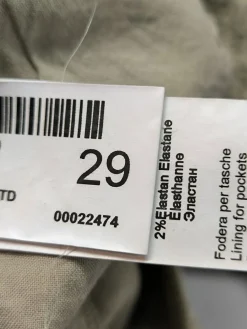 29
TD
00022474
2%Elastan Elastane
Elasthanne
Эластан
Fodera per tasche
Lining for pockets